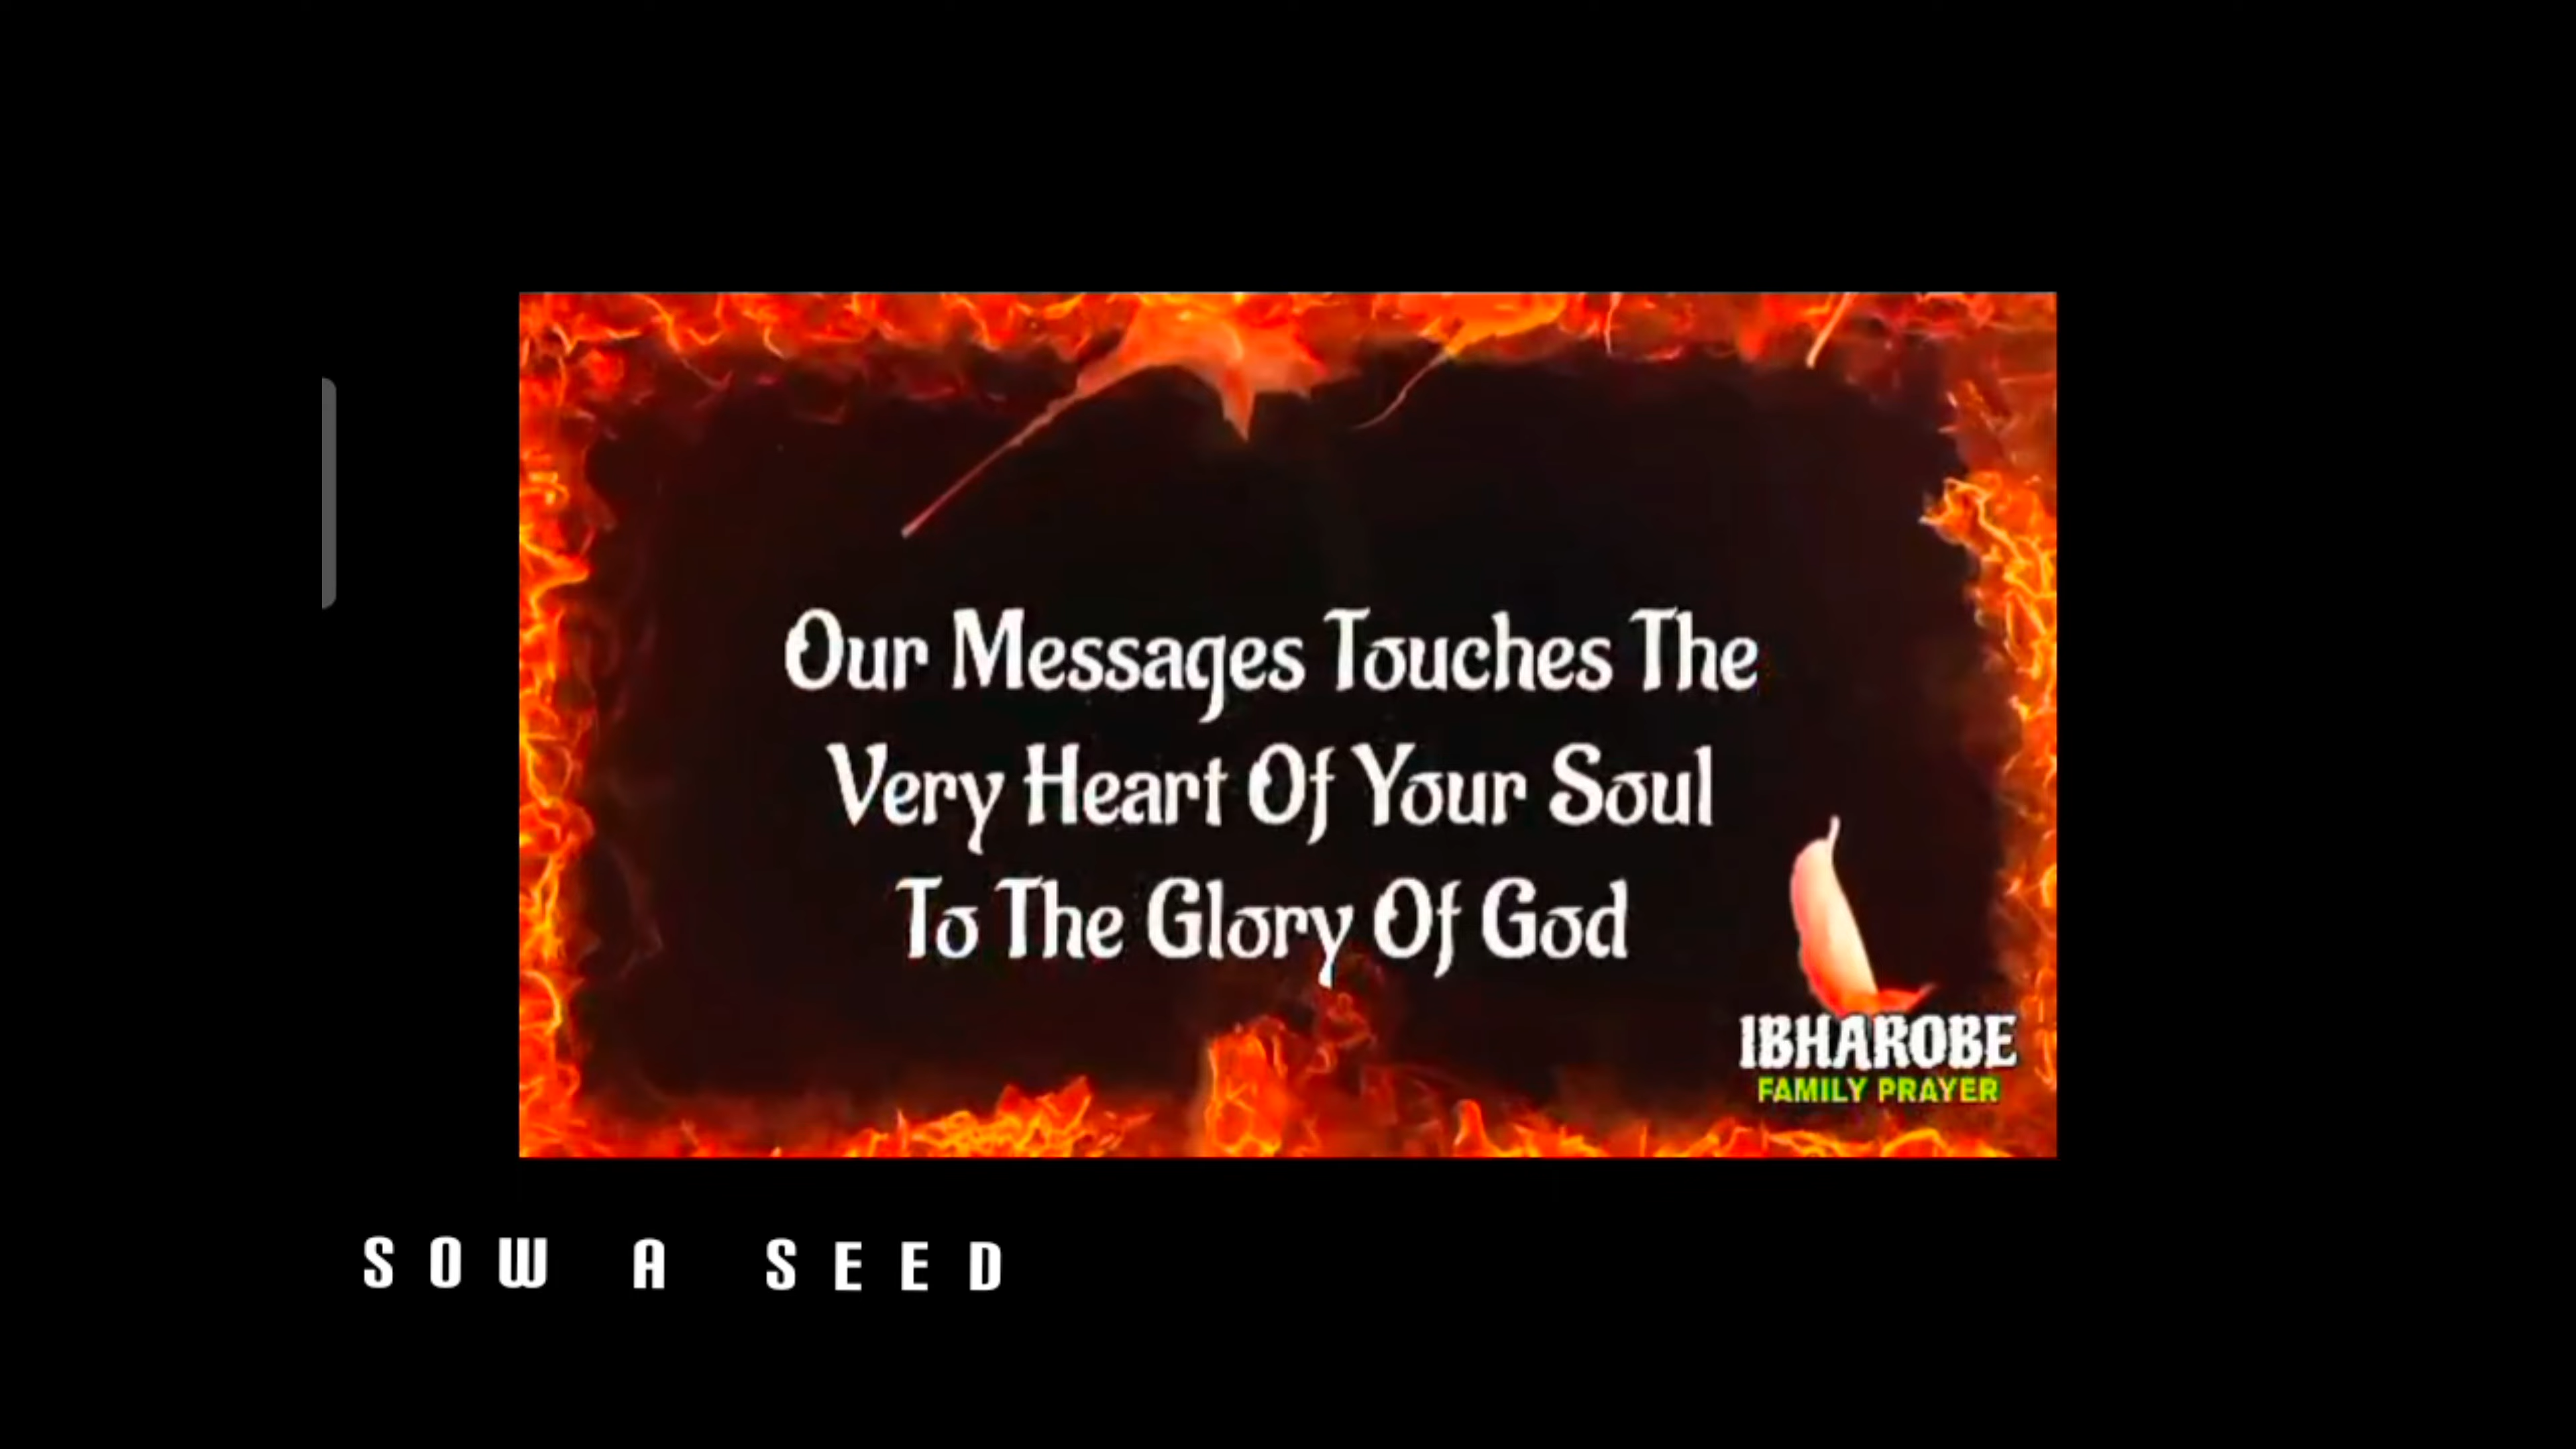 Our Messages Touches The
Very Heart Of Your Soul
To The Glory Of God
IBHAROBE
FAMILY PRAYER
SOW A SEED